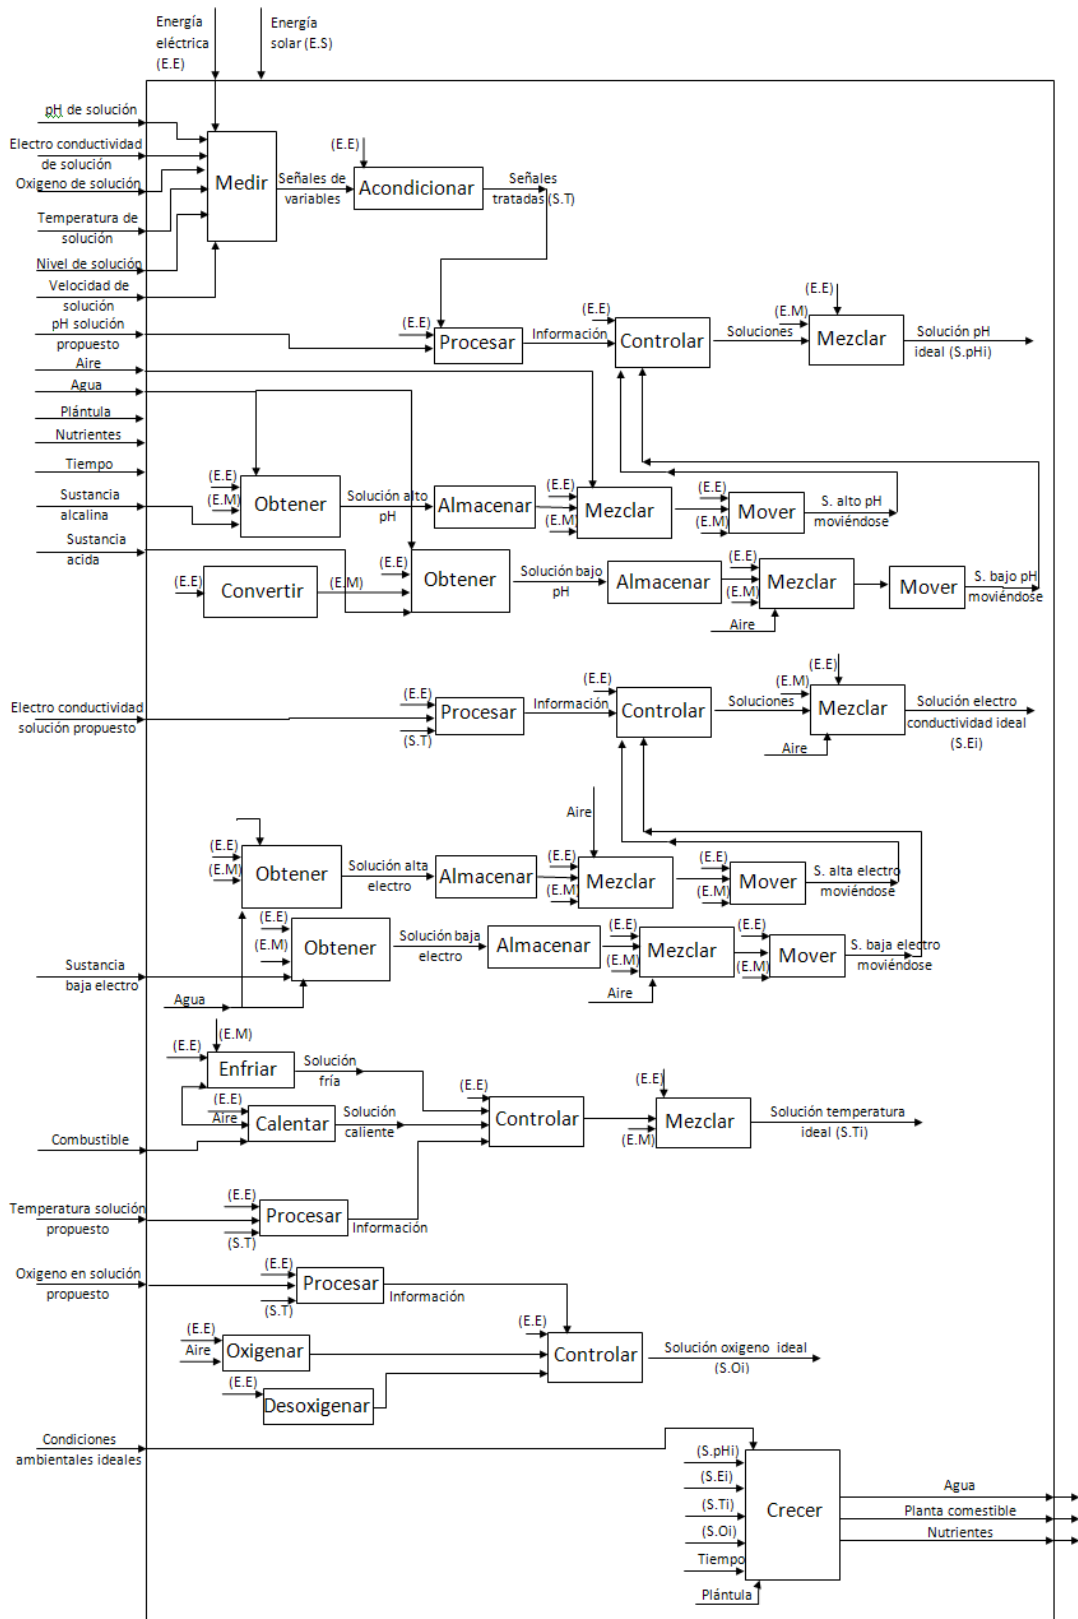 Energía
eléctrica
(E.E)
Energía
solar (E.S)
pH de solución
Electro conductividad
de solución
Oxigeno de solución
Temperatura de
solución
Nivel de solución
Velocidad de
solución
Medir
Señales de
variables
(E.E)
Acondicionar
Señales
tratadas (S.T)
pH solución
propuesto
(E.E)
Procesar
Información
(E.E)
Controlar
Soluciones
(E.E)
(E.M)
Mezclar
Solución pH
ideal (S.pHi)
Aire
Agua
Plántula
Nutrientes
Tiempo
Sustancia
alcalina
Sustancia
acida
(E.E)
(E.M)
Obtener
Solución alto
pH
Almacenar
(E.E)
(E.M)
Mezclar
(E.E)
(E.M)
Mover
S. alto pH
moviéndose
(E.E)
Convertir
(E.M)
(E.E)
Obtener
Solución bajo
pH
Almacenar
(E.E)
(E.M)
Mezclar
Aire
Mover
S. bajo pH
moviéndose
Electro conductividad
solución propuesto
(E.E)
(S.T)
Procesar
Información
(E.E)
Controlar
Soluciones
(E.E)
(E.M)
Mezclar
Aire
Solución electro
conductividad ideal
(S.Ei)
(E.E)
(E.M)
Obtener
Solución alta
electro
Almacenar
Aire
(E.E)
(E.M)
Mezclar
(E.E)
(E.M)
Mover
S. alta electro
moviéndose
Sustancia
baja electro
Agua
(E.E)
(E.M)
Obtener
Solución baja
electro
Almacenar
(E.E)
(E.M)
Mezclar
Aire
(E.E)
(E.M)
Mover
S. baja electro
moviéndose
(E.M)
(E.E)
Enfriar
Solución
fría
(E.E)
Aire
Calentar
Solución
caliente
Combustible
(E.E)
Controlar
(E.E)
(E.M)
Mezclar
Solución temperatura
ideal (S.Ti)
Temperatura solución
propuesto
(E.E)
(S.T)
Procesar
Información
Oxigeno en solución
propuesto
(E.E)
(S.T)
Procesar
Información
(E.E)
Aire
Oxigenar
(E.E)
Desoxigenar
(E.E)
Controlar
Solución oxigeno ideal
(S.Oi)
Condiciones
ambientales ideales
(S.pHi)
(S.Ei)
(S.Ti)
(S.Oi)
Tiempo
Plántula
Crecer
Agua
Planta comestible
Nutrientes